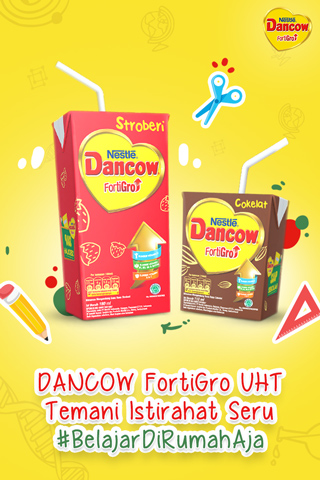 Nestlé
DANCOW
FortiGro
Stroberi
Nestlé
DANCOW
FortiGro
Cokelat
Nestlé
DANCOW
FortiGro
DANCOW FortiGro UHT
Temani Istirahat Seru
#BelajarDiRumahAja